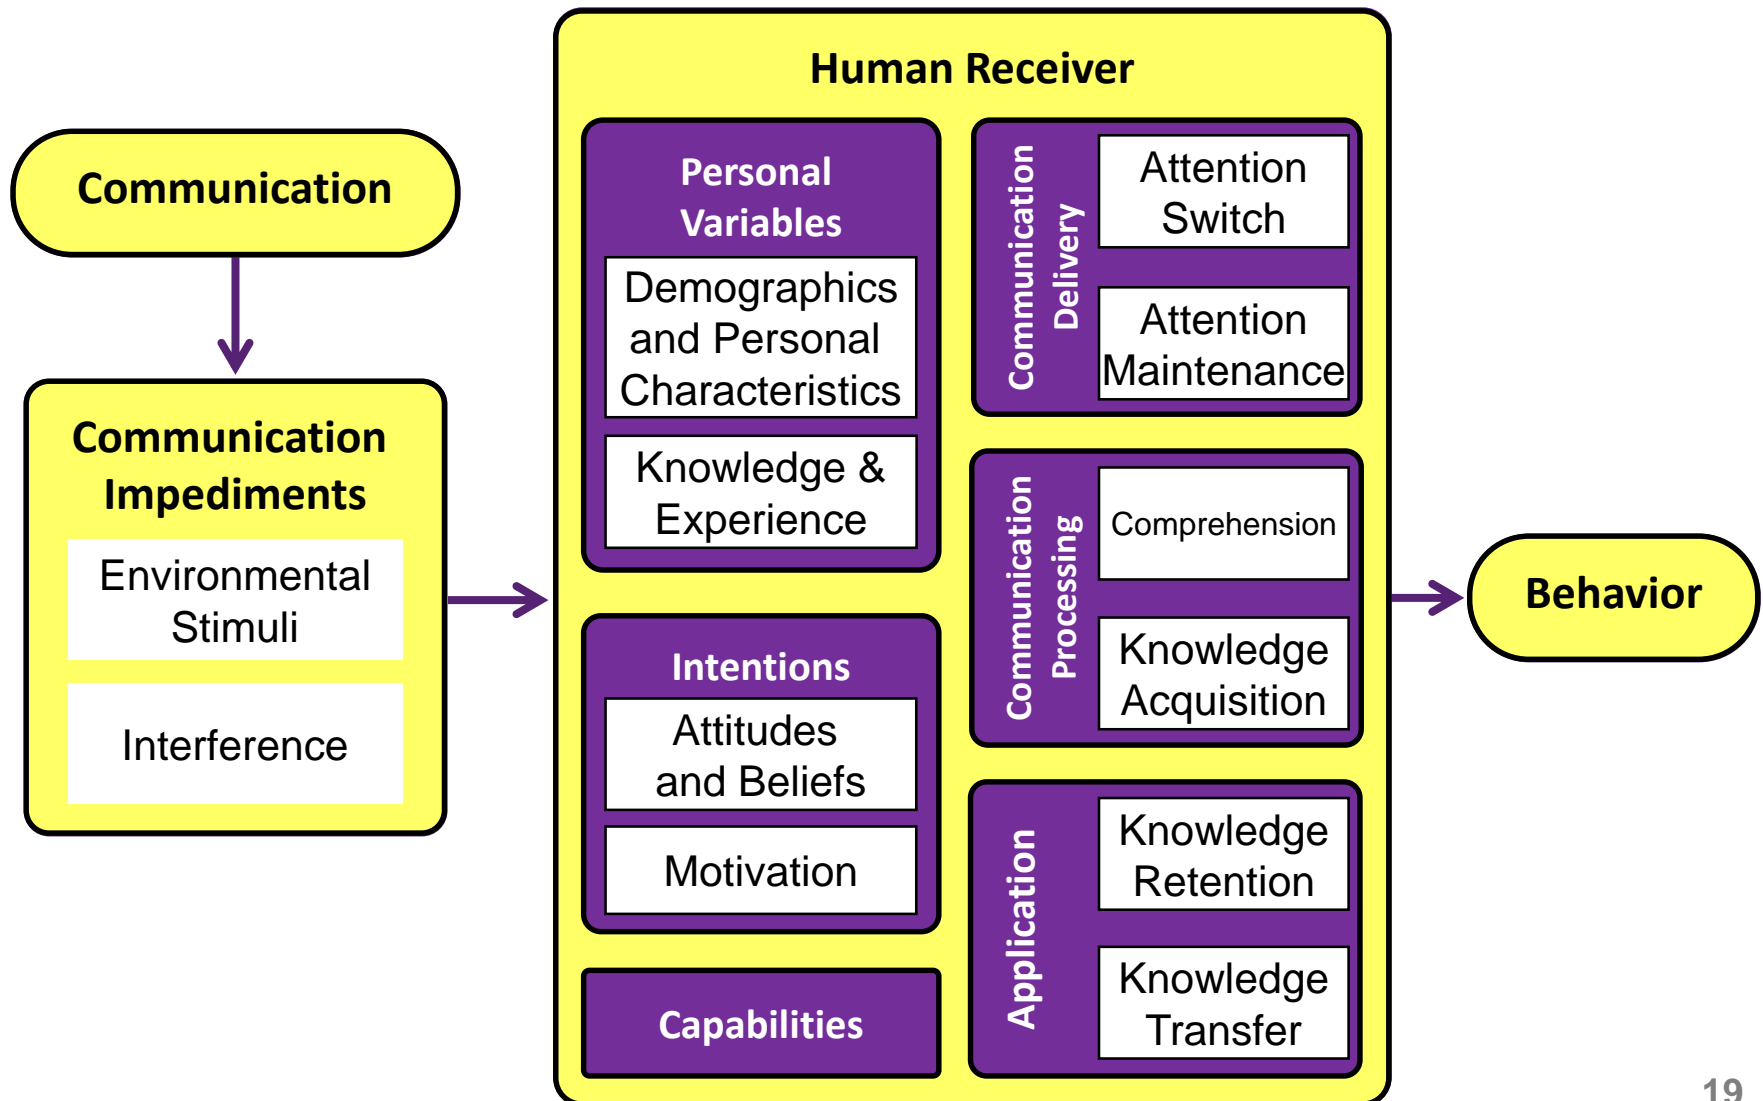 Human Receiver
Communication
Communication
Impediments
Environmental
Stimuli
Interference
Personal
Variables
Demographics
and Personal
Characteristics
Knowledge &
Experience
Intentions
Attitudes
and Beliefs
Motivation
Capabilities
Communication
Delivery
Attention
Switch
Attention
Maintenance
Communication
Processing
Comprehension
Knowledge
Acquisition
Application
Knowledge
Retention
Knowledge
Transfer
Behavior
19